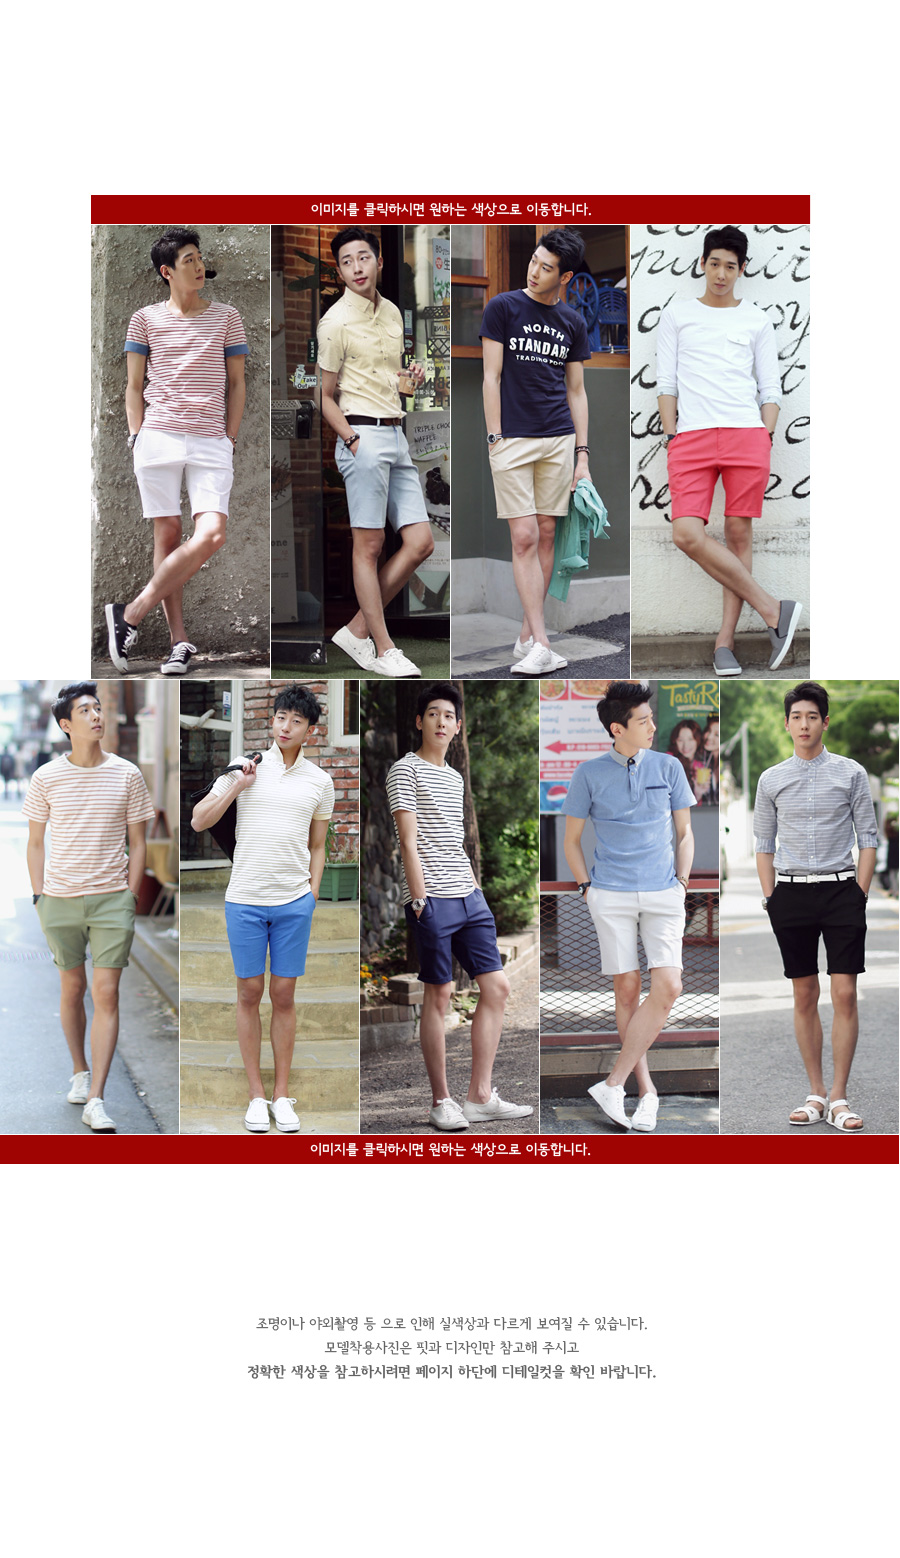 이미지를 클릭하시면 원하는 색상으로 이동합니다.
NORTH
STANDARD
TRADING
Take
Out
TRIPLE CHOC
WAFFLE
Tasty
이미지를 클릭하시면 원하는 색상으로 이동합니다.
조명이나 야외촬영 등 으로 인해 실색상과 다르게 보여질 수 있습니다.
모델착용사진은 핏과 디자인만 참고해 주시고
정확한 색상을 참고하시려면 페이지 하단에 디테일컷을 확인 바랍니다.